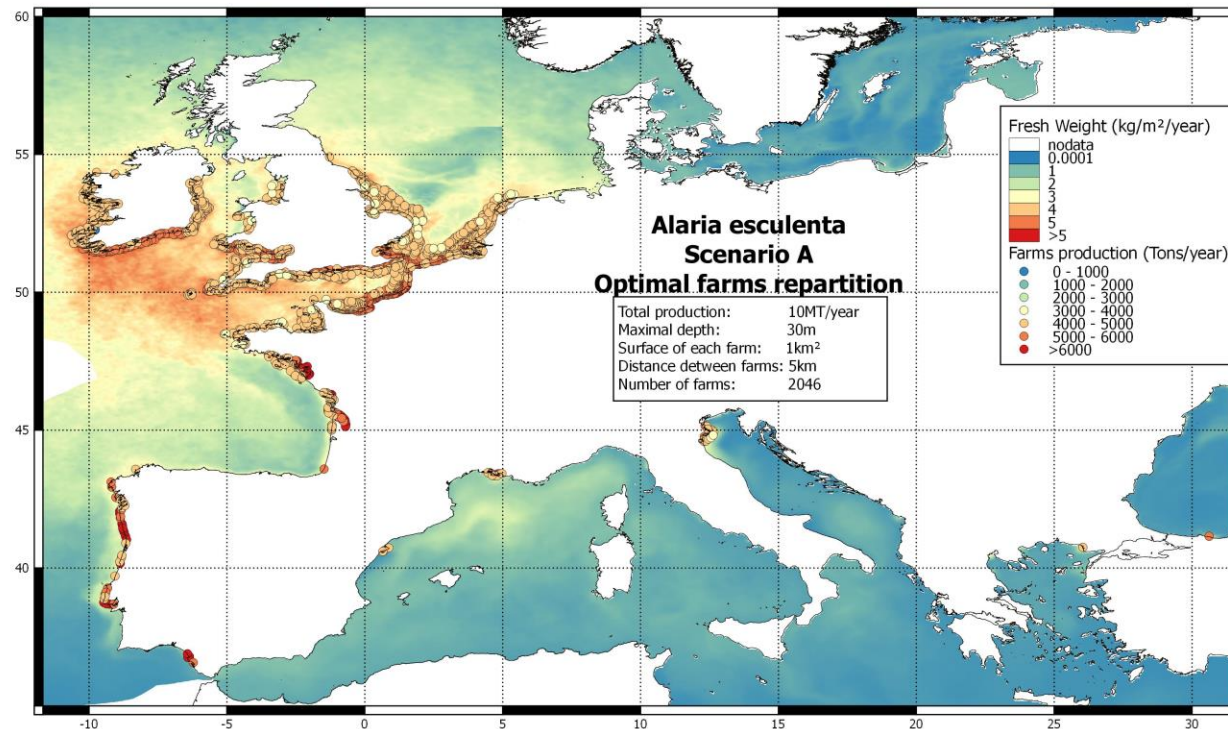 60
55
50
45
40
-10
-5
0
5
10
15
20
25
30
Fresh Weight (kg/m²/year)
nodata
0.0001
1
2
3
4
5
>5
Farms production (Tons/year)
0 - 1000
1000 - 2000
2000 - 3000
3000 - 4000
4000 - 5000
5000 - 6000
>6000
Alaria esculenta
Scenario A
Optimal farms repartition
Total production: 10MT/year
Maximal depth: 30m
Surface of each farm: 1km²
Distance detween farms: 5km
Number of farms: 2046